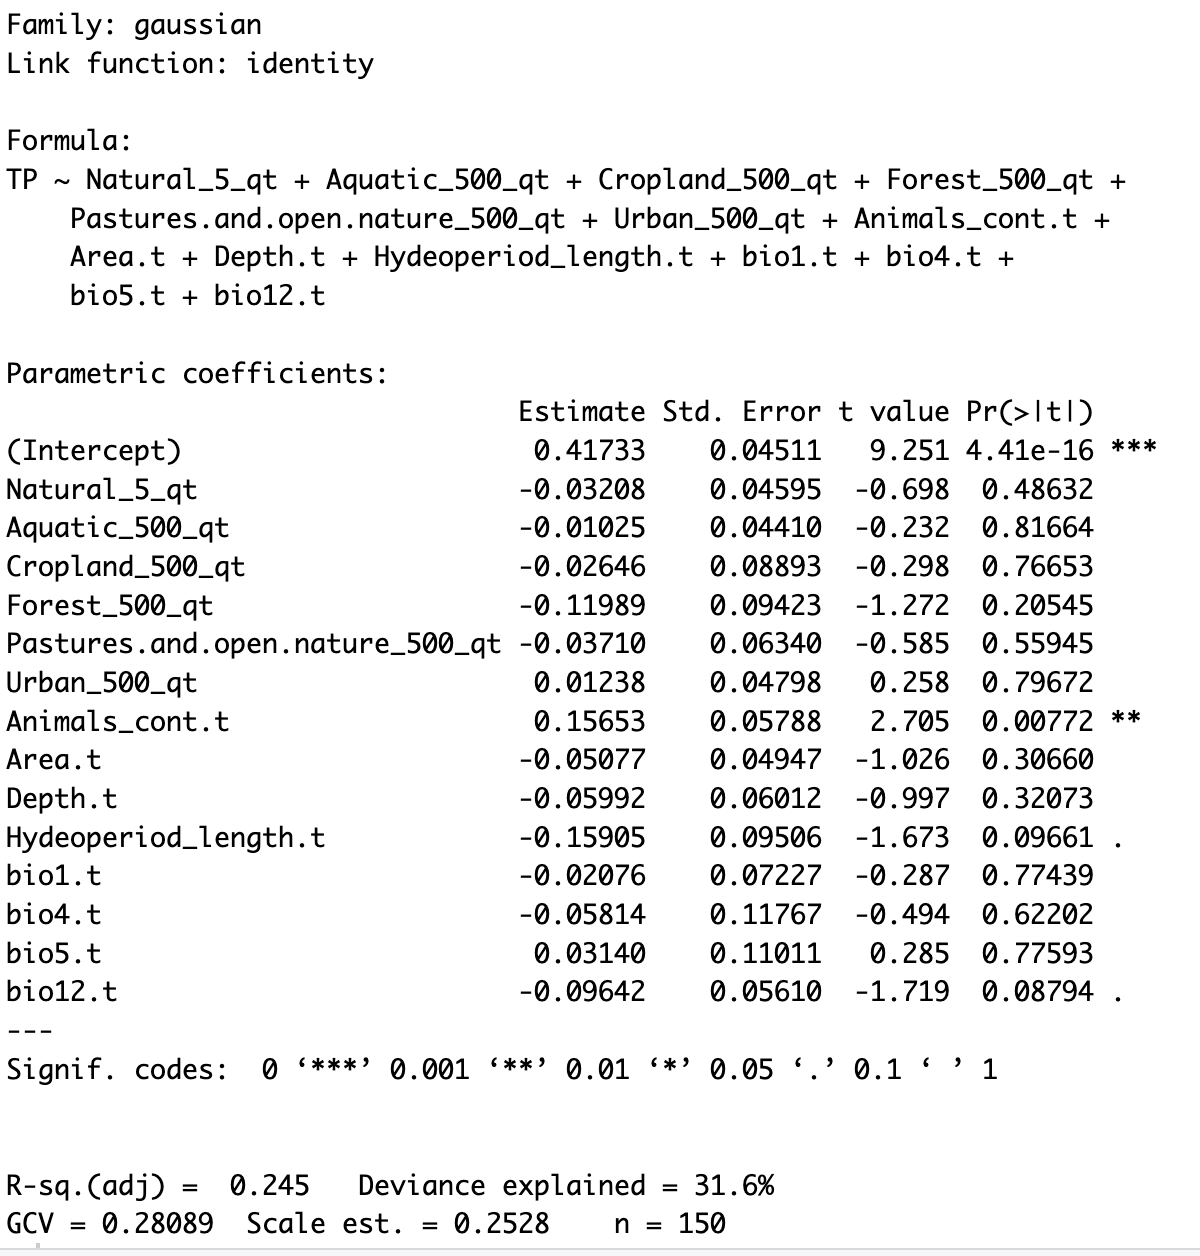 Family: gaussian
Link function: identity
Formula:
TP ~ Natural_5_qt + Aquatic_500_qt + Cropland_500_qt + Forest_500_qt +
Pastures.and.open.nature_500_qt + Urban_500_qt + Animals_cont.t +
Area.t + Depth.t + Hydeoperiod_length.t + bio1.t + bio4.t +
bio5.t + bio12.t
Parametric coefficients:
Estimate Std. Error t value Pr(>|t|)
(Intercept) 0.41733 0.04511 9.251 4.41e-16 ***
Natural_5_qt -0.03208 0.04595 -0.698 0.48632
Aquatic_500_qt -0.01025 0.04410 -0.232 0.81664
Cropland_500_qt -0.02646 0.08893 -0.298 0.76653
Forest_500_qt -0.11989 0.09423 -1.272 0.20545
Pastures.and.open.nature_500_qt -0.03710 0.06340 -0.585 0.55945
Urban_500_qt 0.01238 0.04798 0.258 0.79672
Animals_cont.t 0.15653 0.05788 2.705 0.00772 **
Area.t -0.05077 0.04947 -1.026 0.30660
Depth.t -0.05992 0.06012 -0.997 0.32073
Hydeoperiod_length.t -0.15905 0.09506 -1.673 0.09661 .
bio1.t -0.02076 0.07227 -0.287 0.77439
bio4.t -0.05814 0.11767 -0.494 0.62202
bio5.t 0.03140 0.11011 0.285 0.77593
bio12.t -0.09642 0.05610 -1.719 0.08794 .
---
Signif. codes: 0 ‘***’ 0.001 ‘**’ 0.01 ‘*’ 0.05 ‘.’ 0.1 ‘ ’ 1
R-sq.(adj) = 0.245 Deviance explained = 31.6%
GCV = 0.28089 Scale est. = 0.2528 n = 150